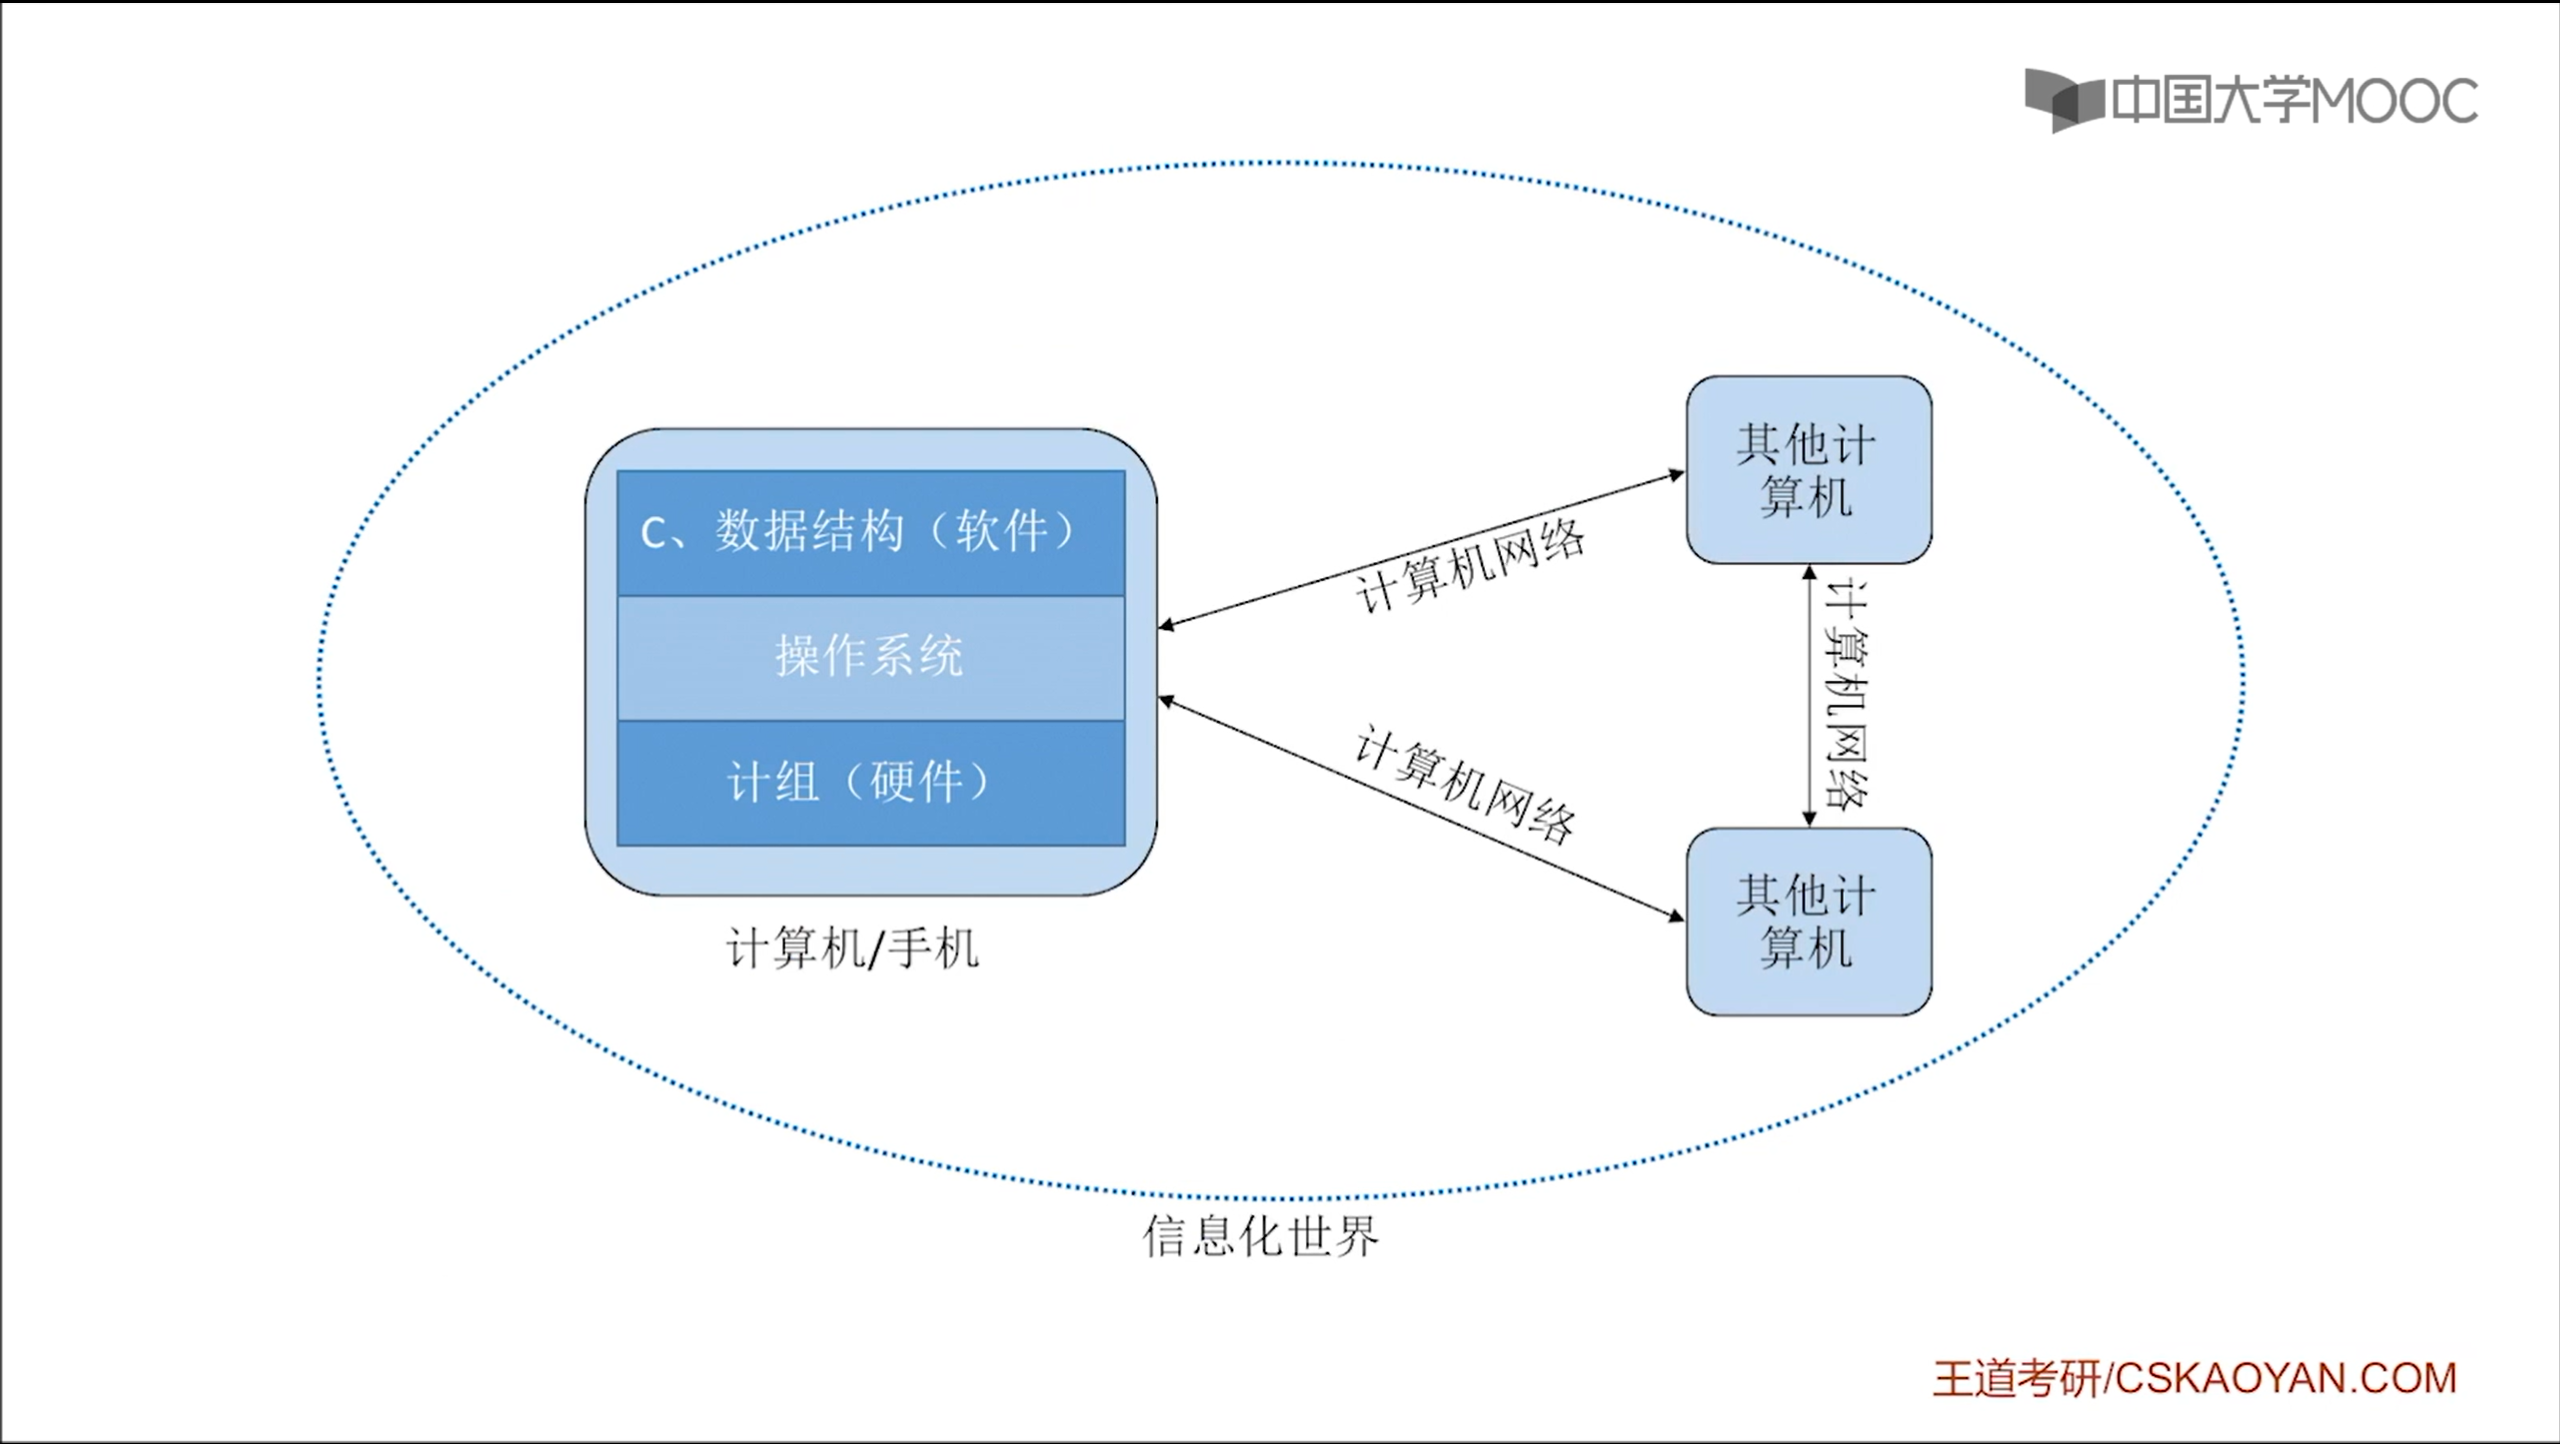 中国大学MOOC
C、数据结构（软件）
操作系统
计组（硬件）
计算机/手机
计算机网络
计算机网络
其他计
算机
计算机网络
其他计
算机
信息化世界
王道考研/CSKAOYAN.COM